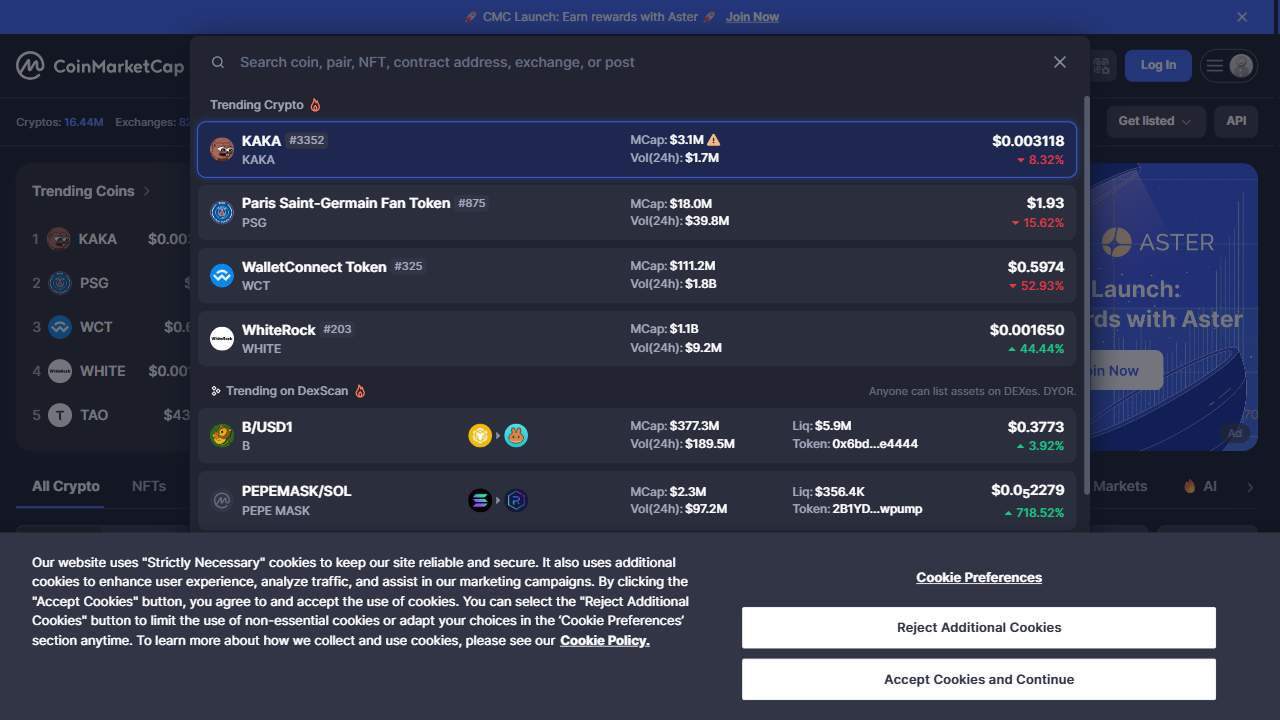 🚀 CMC Launch: Earn rewards with Aster 🚀 Join Now
CoinMarketCap
Search coin, pair, NFT, contract address, exchange, or post
Log In
Cryptos: 16.44M Exchanges: 82
Get listed
API
Trending Crypto
KAKA #3352
KAKA
MCap: $3.1M
Vol(24h): $1.7M
$0.003118
8.32%
Paris Saint-Germain Fan Token #875
PSG
MCap: $18.0M
Vol(24h): $39.8M
$1.93
15.62%
WalletConnect Token #325
WCT
MCap: $111.2M
Vol(24h): $1.8B
$0.5974
52.93%
WhiteRock #203
WHITE
MCap: $1.1B
Vol(24h): $9.2M
$0.001650
44.44%
Trending on DexScan
Anyone can list assets on DEXes. DYOR.
B/USD1
B
MCap: $377.3M
Vol(24h): $189.5M
Liq: $5.9M
Token: 0x6bd...e4444
$0.3773
3.92%
PEPEMASK/SOL
PEPE MASK
MCap: $2.3M
Vol(24h): $97.2M
Liq: $356.4K
Token: 2B1YD...wpump
$0.0₅2279
718.52%
Trending Coins
1 KAKA $0.003
2 PSG $
3 WCT $0.
4 WHITE $0.00
5 T TAO $43
ASTER
Launch:
rds with Aster
oin Now
Ad
All Crypto
NFTs
Markets
AI
Our website uses "Strictly Necessary" cookies to keep our site reliable and secure. It also uses additional
cookies to enhance user experience, analyze traffic, and assist in our marketing campaigns. By clicking the
"Accept Cookies" button, you agree to and accept the use of cookies. You can select the "Reject Additional
Cookies" button to limit the use of non-essential cookies or adapt your choices in the 'Cookie Preferences'
section anytime. To learn more about how we collect and use cookies, please see our Cookie Policy.
Cookie Preferences
Reject Additional Cookies
Accept Cookies and Continue